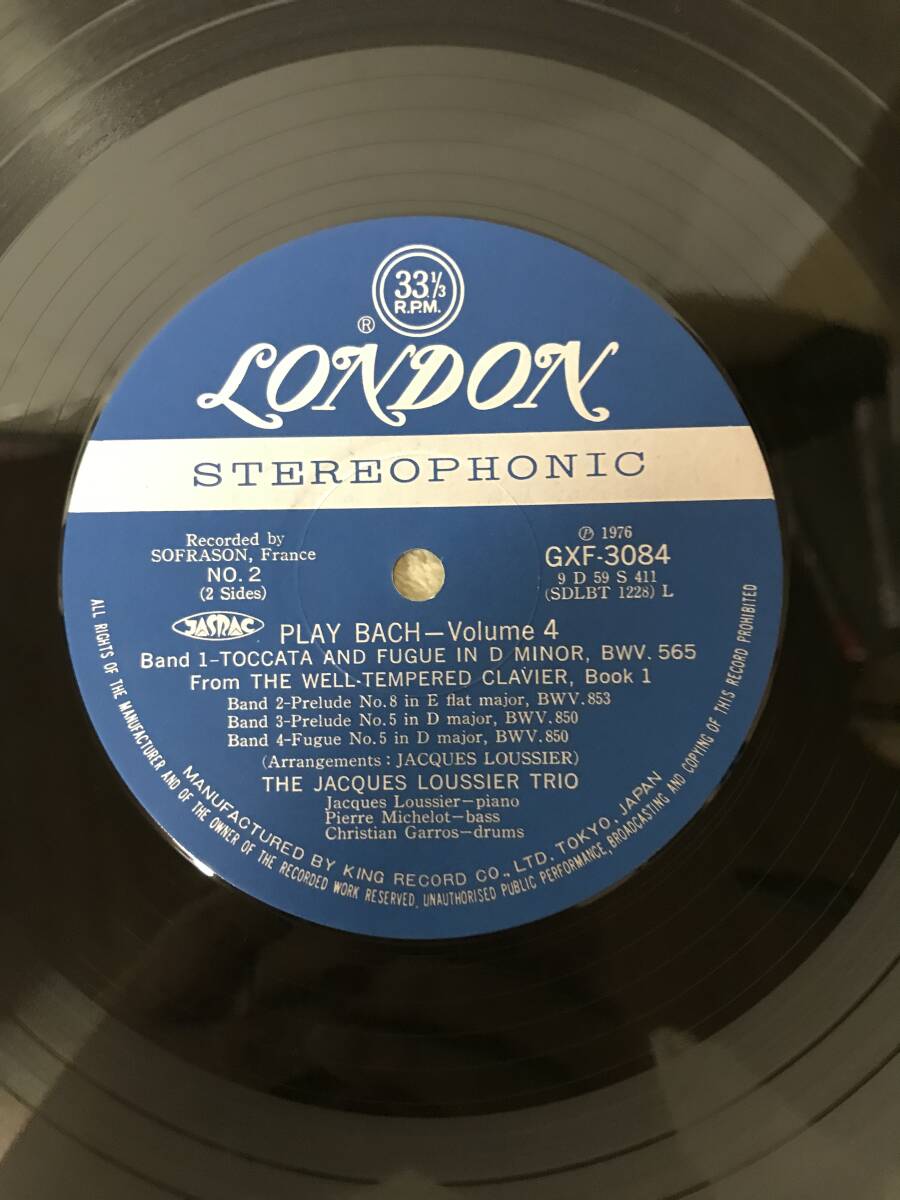 33⅓
R.P.M.
®
LONDON
STEREOPHONIC
Recorded by
SOFRASON, France
NO. 2
(2 Sides)
℗ 1976
GXF-3084
9 D 59 S 411
(SDLBT 1228) L
JASRAC
PLAY BACH—Volume 4
Band 1-TOCCATA AND FUGUE IN D MINOR, BWV. 565
From THE WELL-TEMPERED CLAVIER, Book 1
Band 2-Prelude No. 8 in E flat major, BWV. 853
Band 3-Prelude No. 5 in D major, BWV. 850
Band 4-Fugue No. 5 in D major, BWV. 850
(Arrangements : JACQUES LOUSSIER)
THE JACQUES LOUSSIER TRIO
Jacques Loussier—piano
Pierre Michelot—bass
Christian Garros—drums
MANUFACTURED BY KING RECORD CO., LTD. TOKYO, JAPAN
ALL RIGHTS OF THE MANUFACTURER AND OF THE OWNER OF THE RECORDED WORK RESERVED, UNAUTHORISED PUBLIC PERFORMANCE, BROADCASTING AND COPYING OF THIS RECORD PROHIBITED